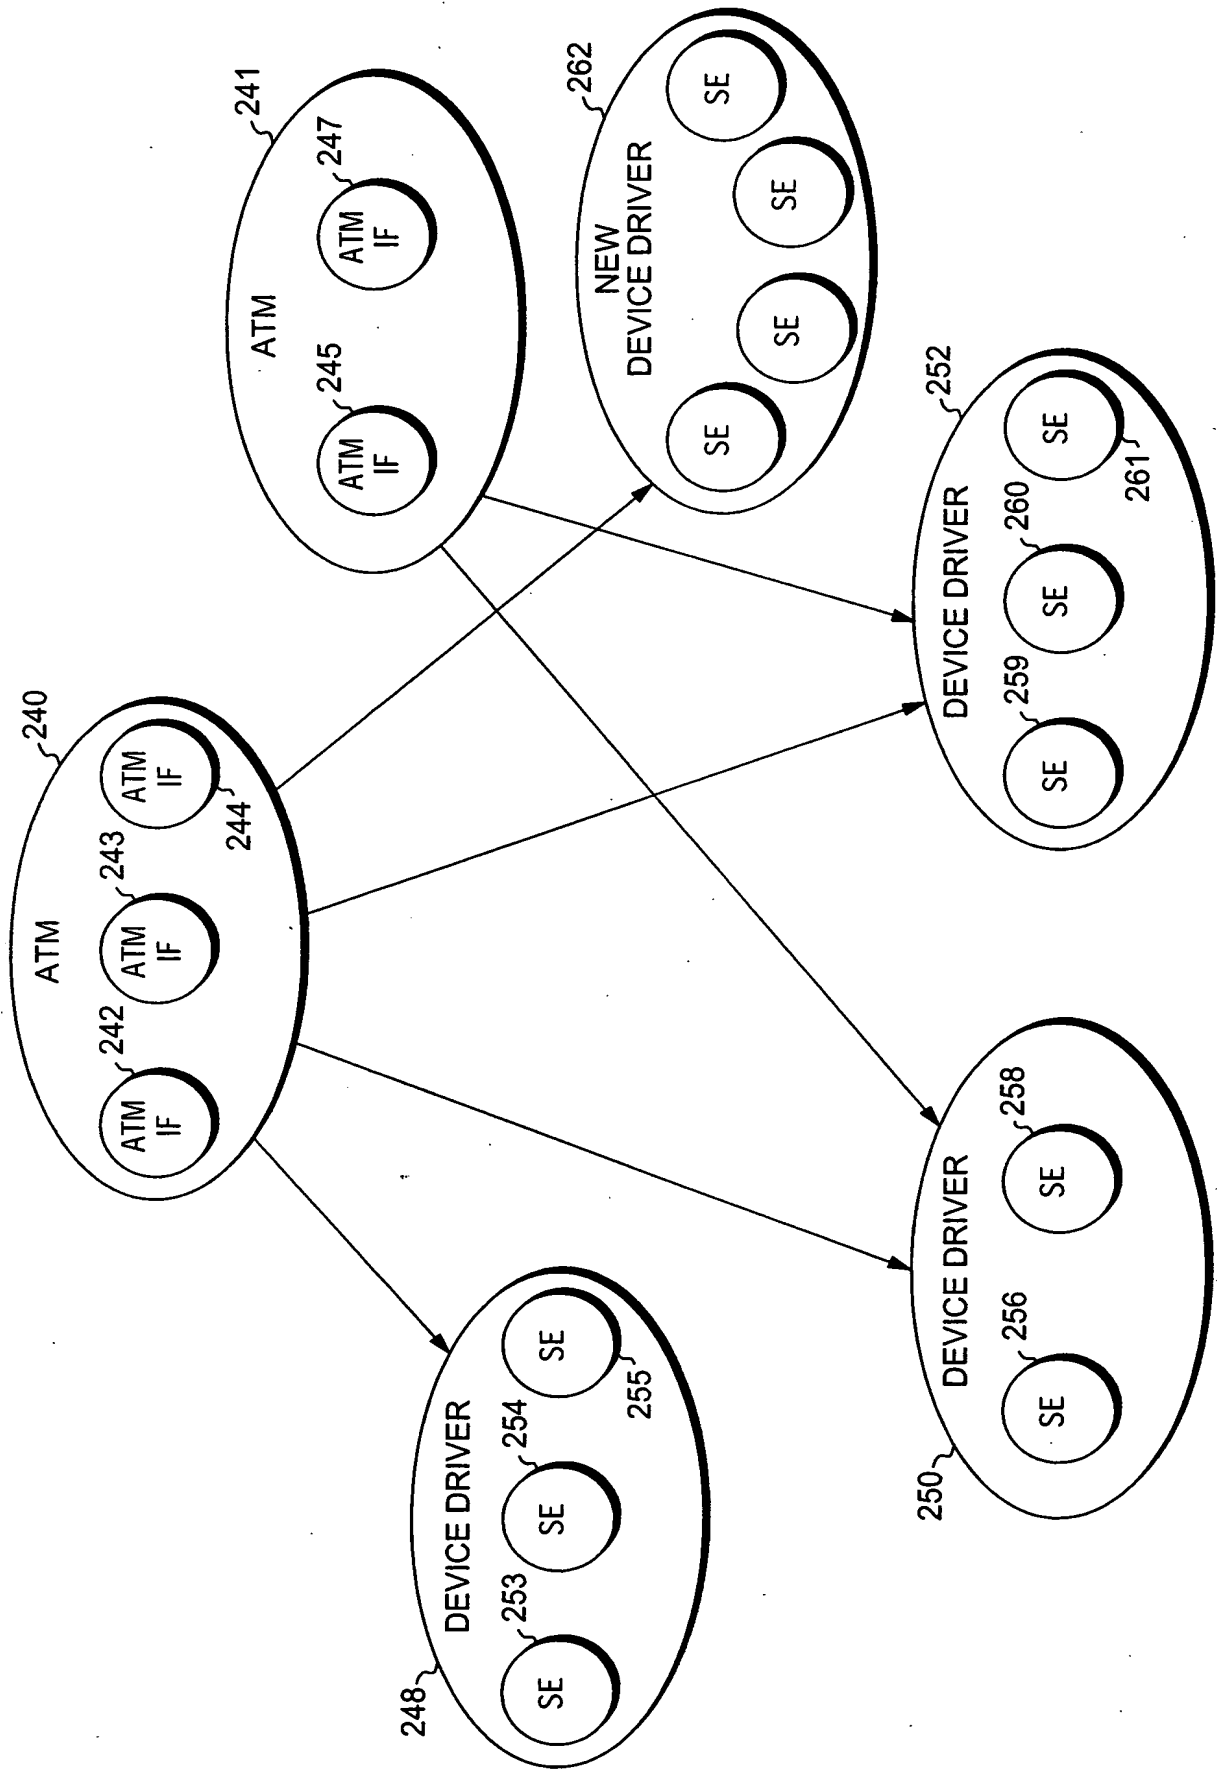 240
ATM
242
ATM
IF
243
ATM
IF
244
ATM
IF
241
ATM
245
ATM
IF
247
ATM
IF
248
DEVICE DRIVER
253
SE
254
SE
255
SE
262
NEW
DEVICE DRIVER
SE
SE
SE
SE
250
DEVICE DRIVER
256
SE
258
SE
252
DEVICE DRIVER
259
SE
260
SE
261
SE